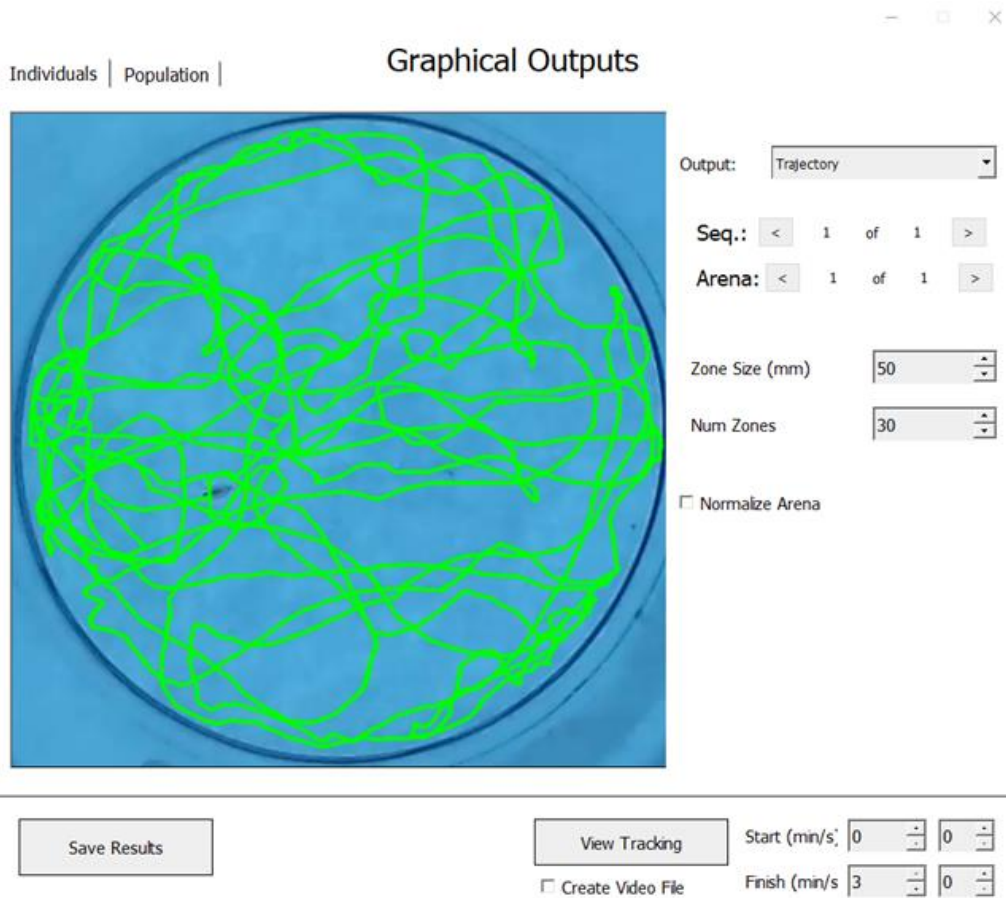 Graphical Outputs
Individuals | Population |
Output: Trajectory
Seq.: < 1 of 1 >
Arena: < 1 of 1 >
Zone Size (mm) 50
Num Zones 30
Normalize Arena
Save Results
View Tracking
Start (min/s) 0 0
Create Video File
Finish (min/s 3 0